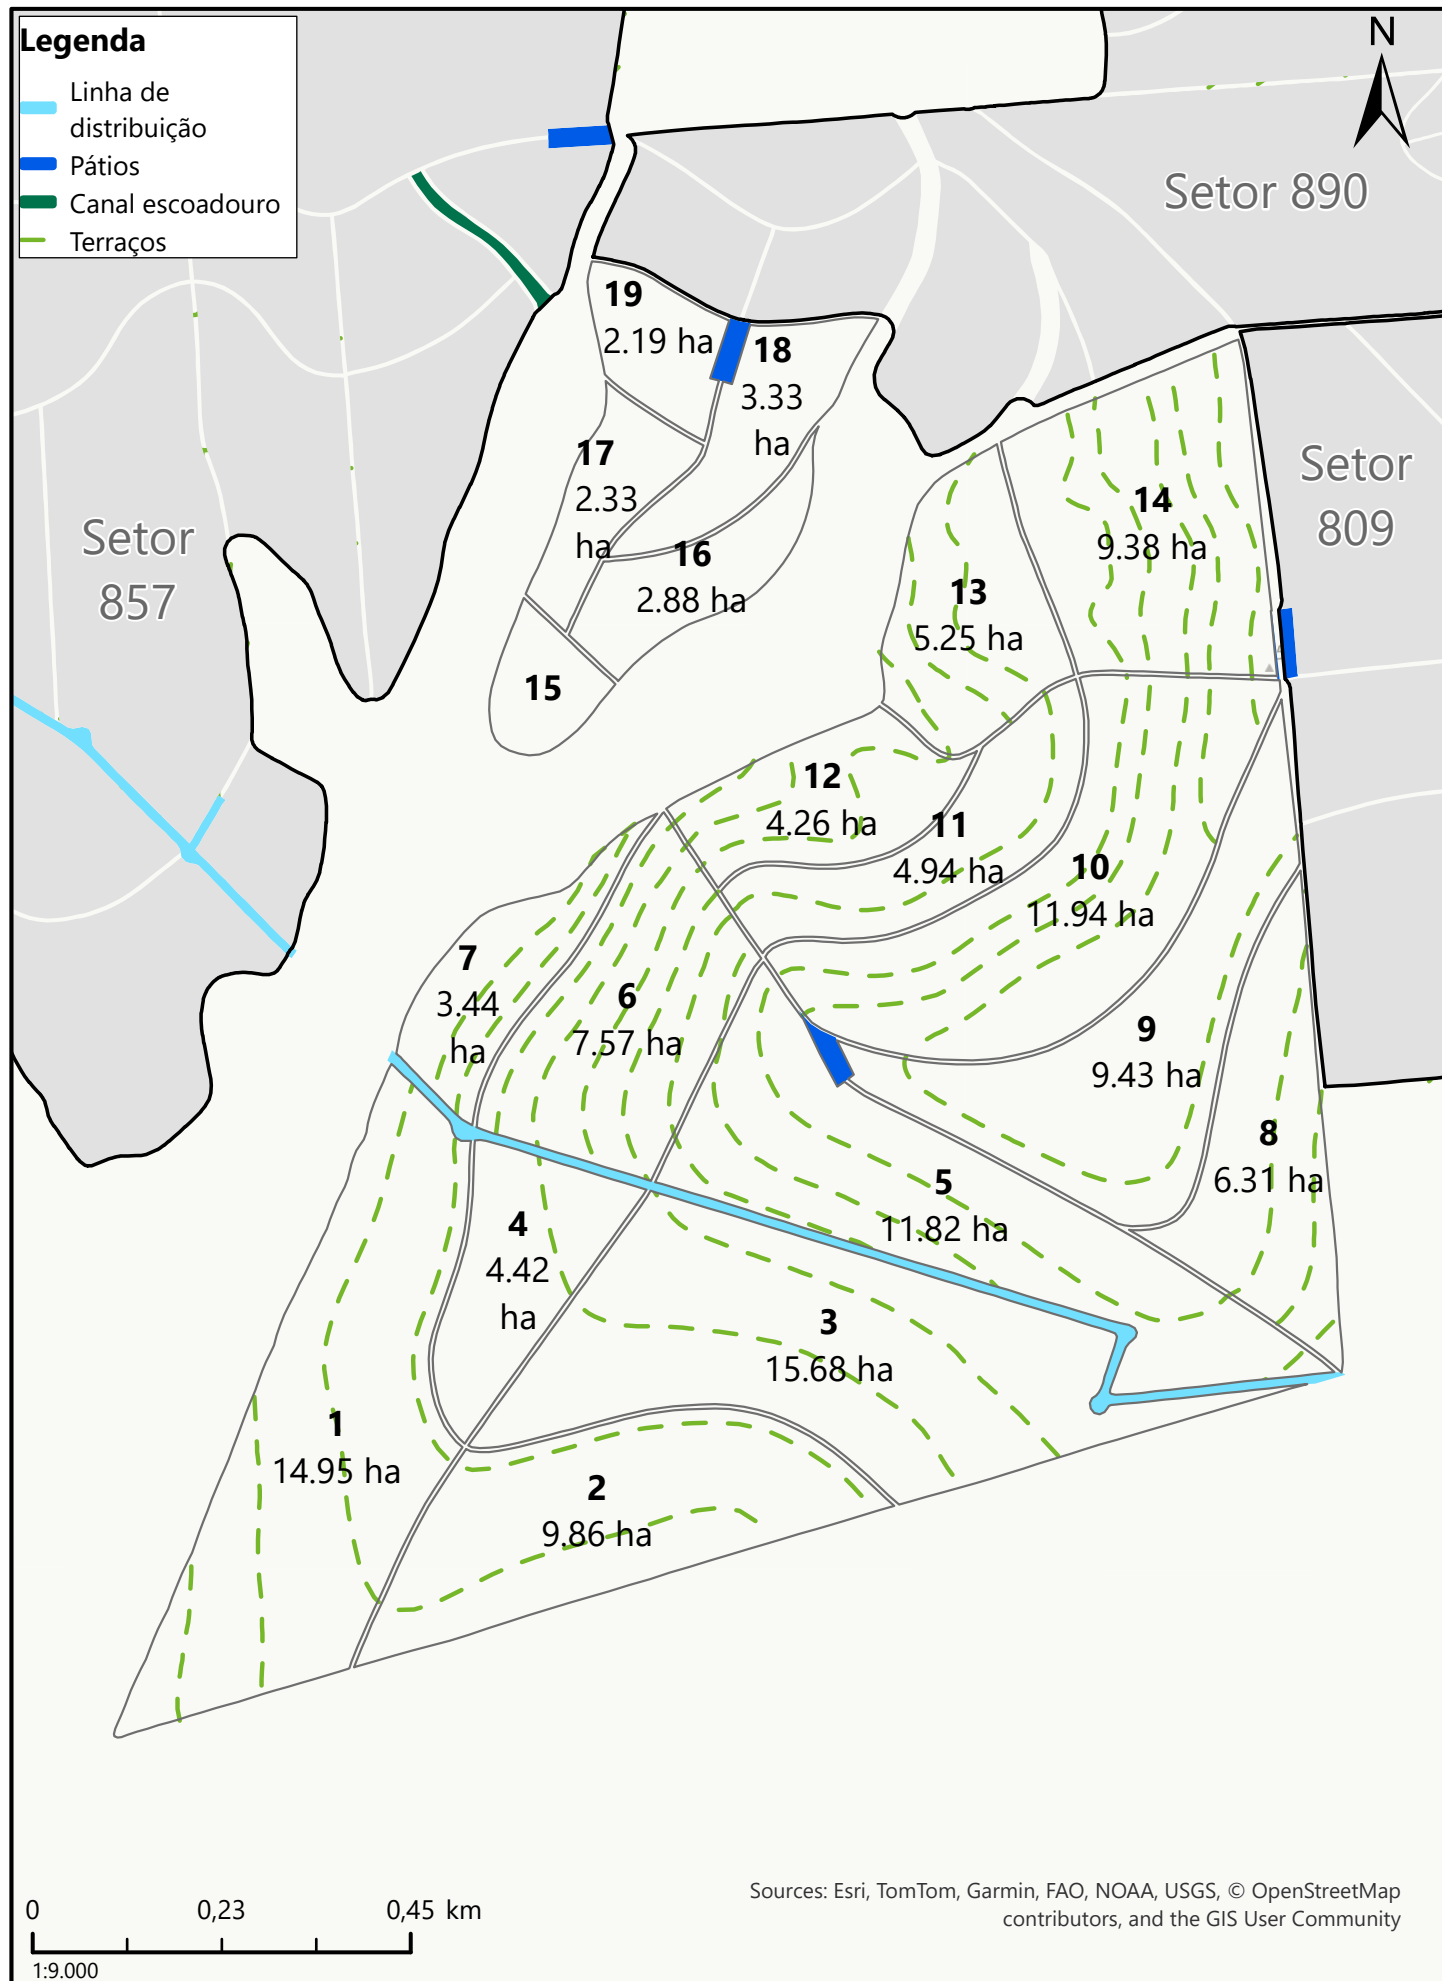 Legenda
Linha de
distribuição
Pátios
Canal escoadouro
Terraços
N
Setor 890
Setor
809
Setor
857
19
2.19 ha
18
3.33
ha
17
2.33
ha
16
2.88 ha
15
14
9.38 ha
13
5.25 ha
12
4.26 ha
11
4.94 ha
10
11.94 ha
9
9.43 ha
8
6.31 ha
7
3.44
ha
6
7.57 ha
5
11.82 ha
4
4.42
ha
3
15.68 ha
1
14.95 ha
2
9.86 ha
0 0,23 0,45 km
1:9.000
Sources: Esri, TomTom, Garmin, FAO, NOAA, USGS, © OpenStreetMap
contributors, and the GIS User Community